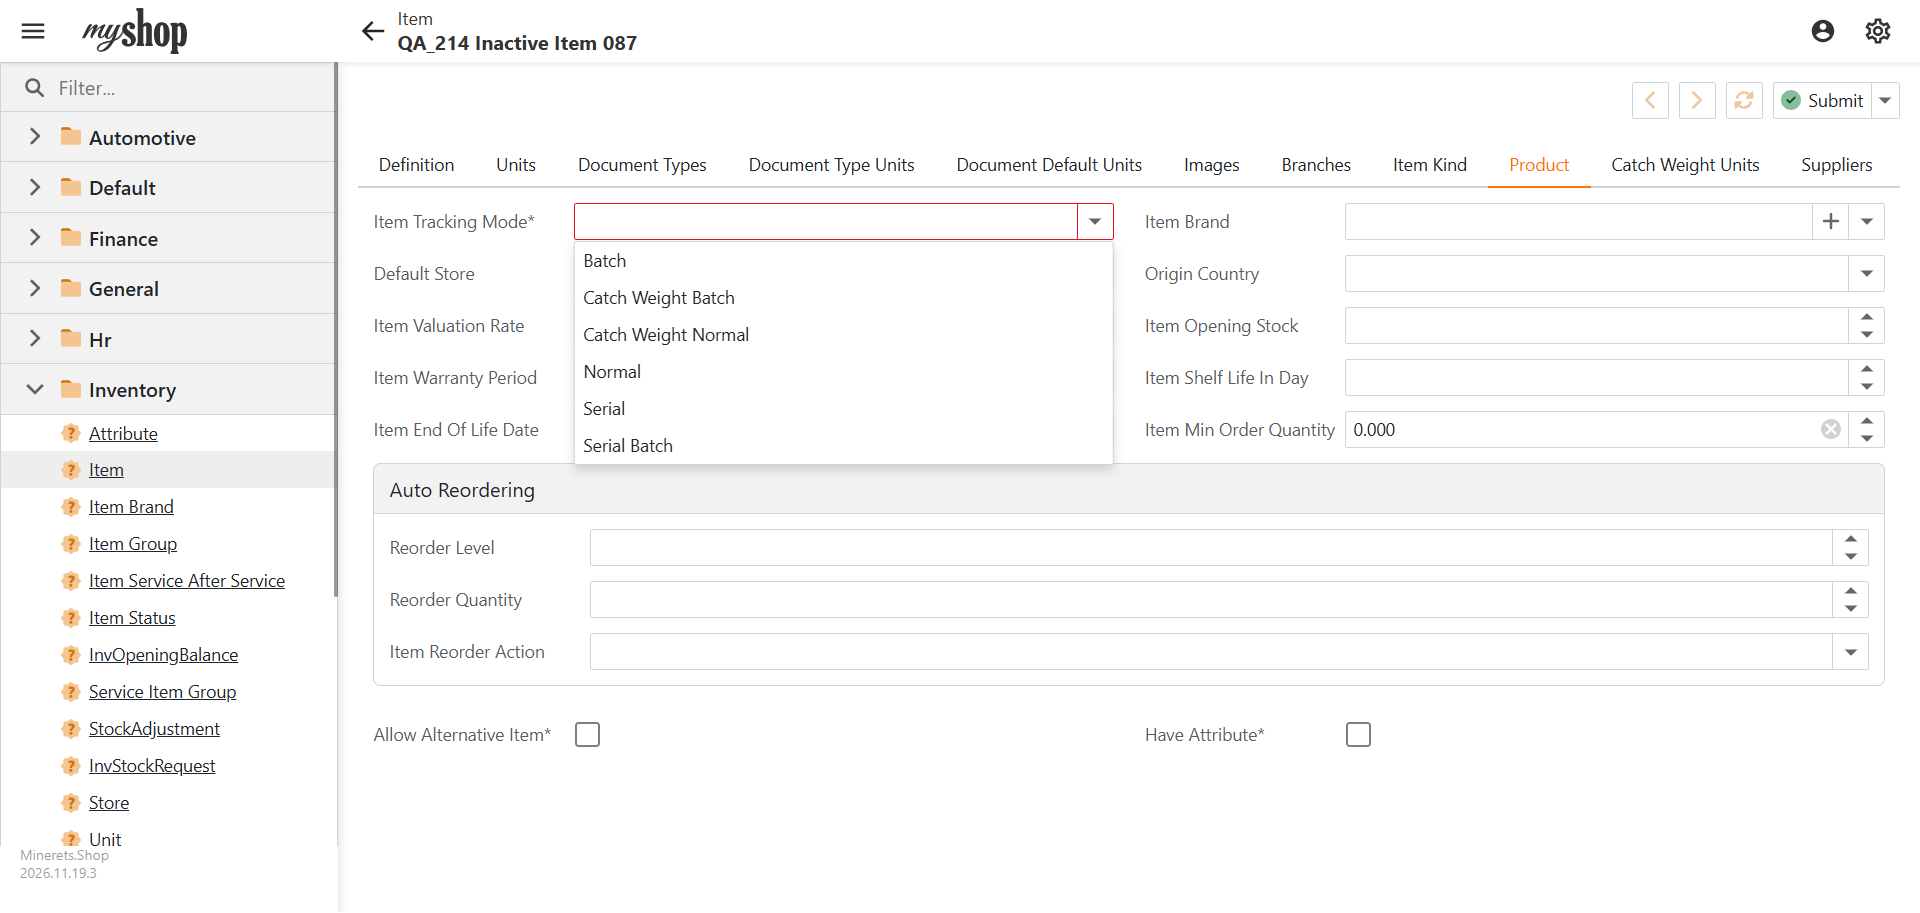 myshop
Item
QA_214 Inactive Item 087
Filter...
Automotive
Default
Finance
General
Hr
Inventory
Attribute
Item
Item Brand
Item Group
Item Service After Service
Item Status
InvOpeningBalance
Service Item Group
StockAdjustment
InvStockRequest
Store
Unit
Minerets.Shop
2026.11.19.3
Submit
Definition Units Document Types Document Type Units Document Default Units Images Branches Item Kind Product Catch Weight Units Suppliers
Item Tracking Mode*
Batch
Catch Weight Batch
Catch Weight Normal
Normal
Serial
Serial Batch
Default Store
Item Valuation Rate
Item Warranty Period
Item End Of Life Date
Item Brand
Origin Country
Item Opening Stock
Item Shelf Life In Day
Item Min Order Quantity 0.000
Auto Reordering
Reorder Level
Reorder Quantity
Item Reorder Action
Allow Alternative Item*
Have Attribute*